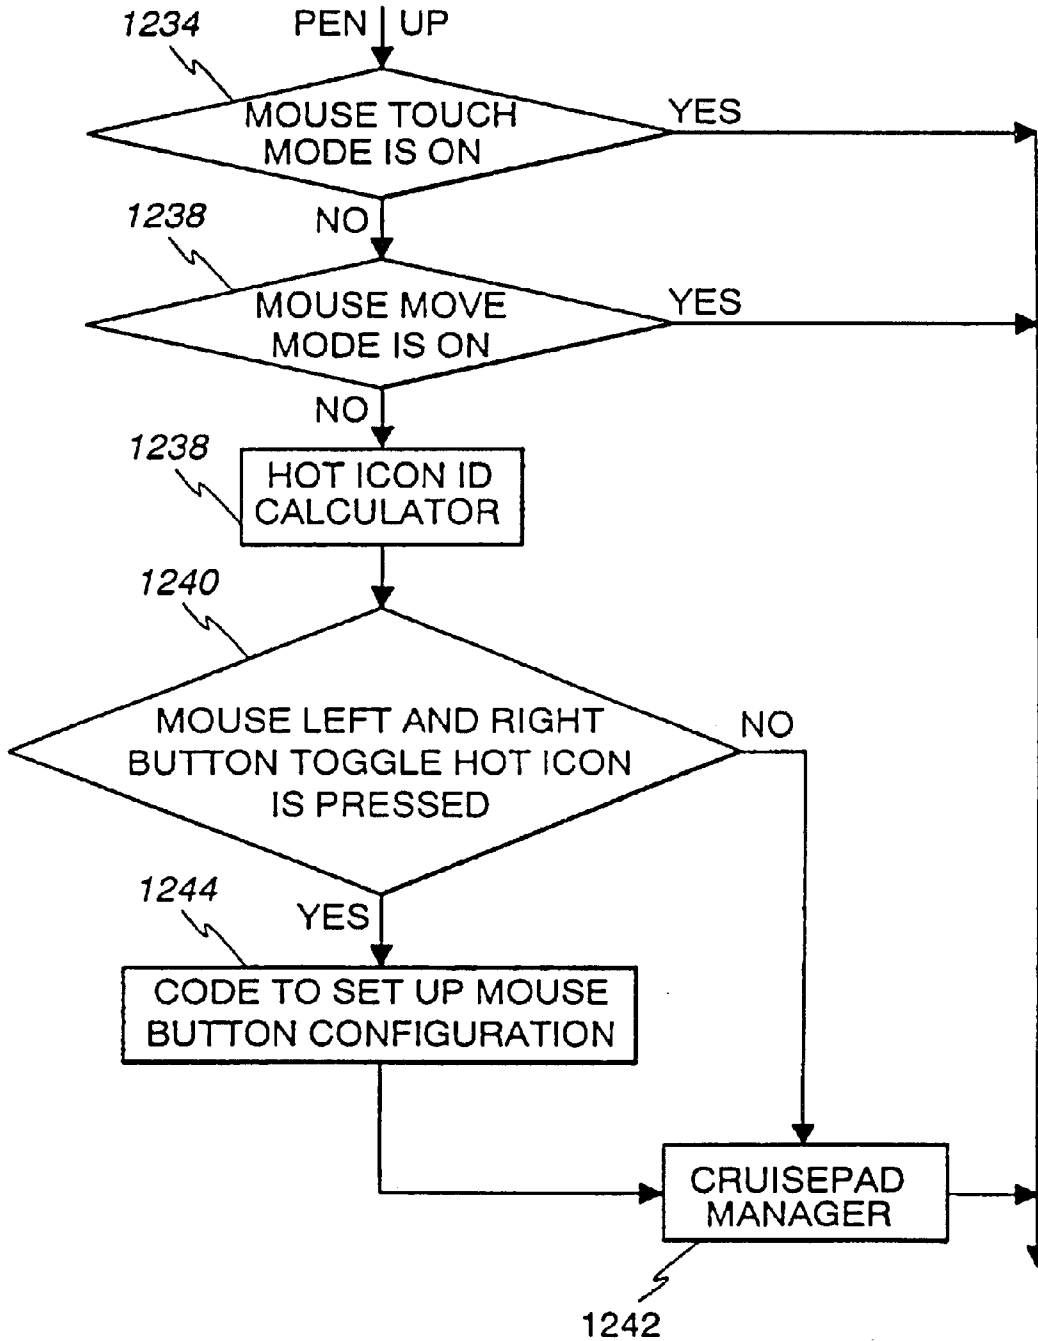 1234
PEN UP
MOUSE TOUCH
MODE IS ON
YES
NO
1238
MOUSE MOVE
MODE IS ON
YES
NO
1238
HOT ICON ID
CALCULATOR
1240
MOUSE LEFT AND RIGHT
BUTTON TOGGLE HOT ICON
IS PRESSED
NO
YES
1244
CODE TO SET UP MOUSE
BUTTON CONFIGURATION
CRUISEPAD
MANAGER
1242